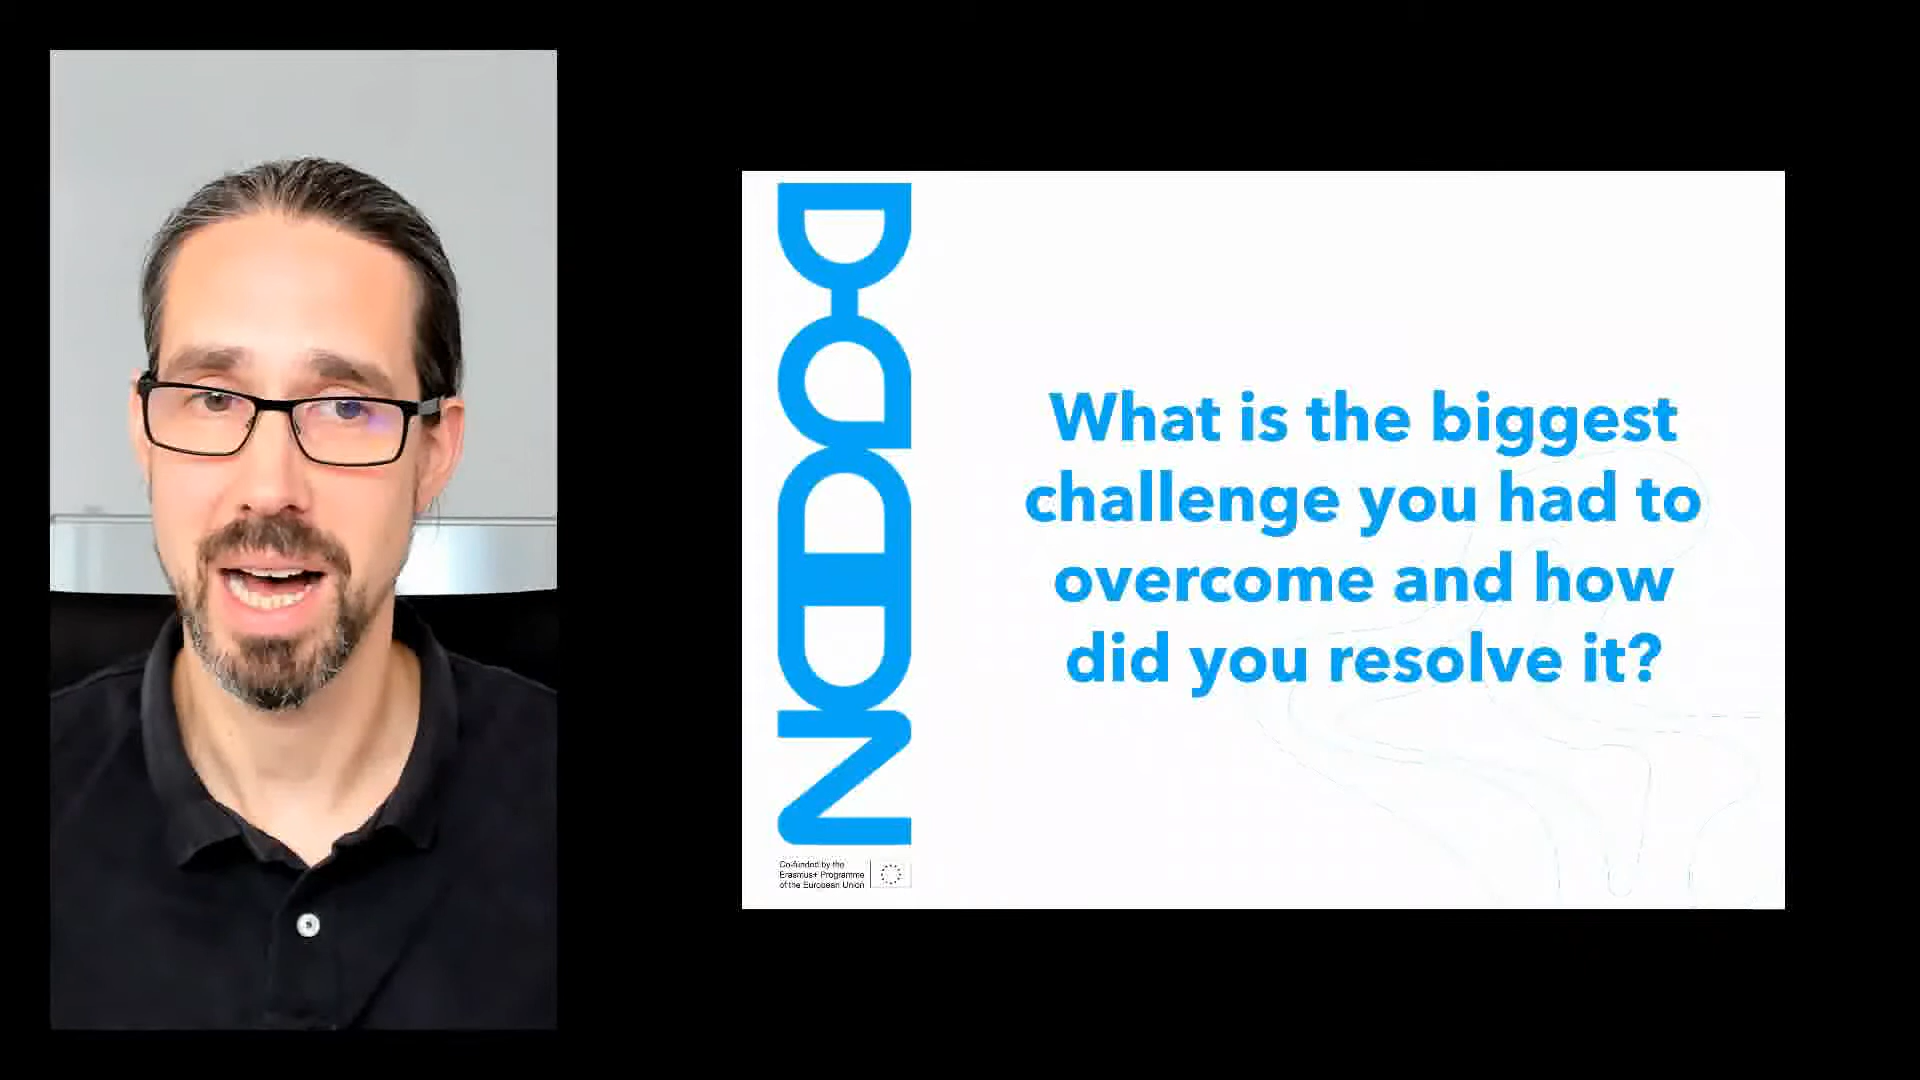 What is the biggest
challenge you had to
overcome and how
did you resolve it?
Co-funded by the
Erasmus+ Programme
of the European Union